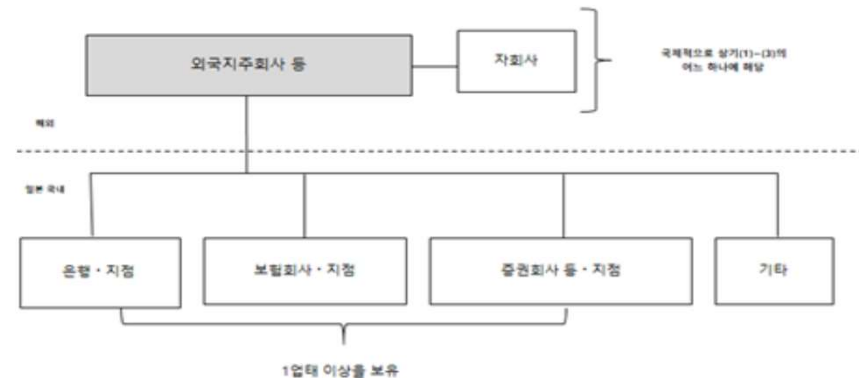 외국지주회사 등
자회사
국제적으로 상기(1)~(3)의
어느 하나에 해당
해외
일본 국내
은행・지점
보험회사・지점
증권회사 등・지점
기타
1업태 이상을 보유